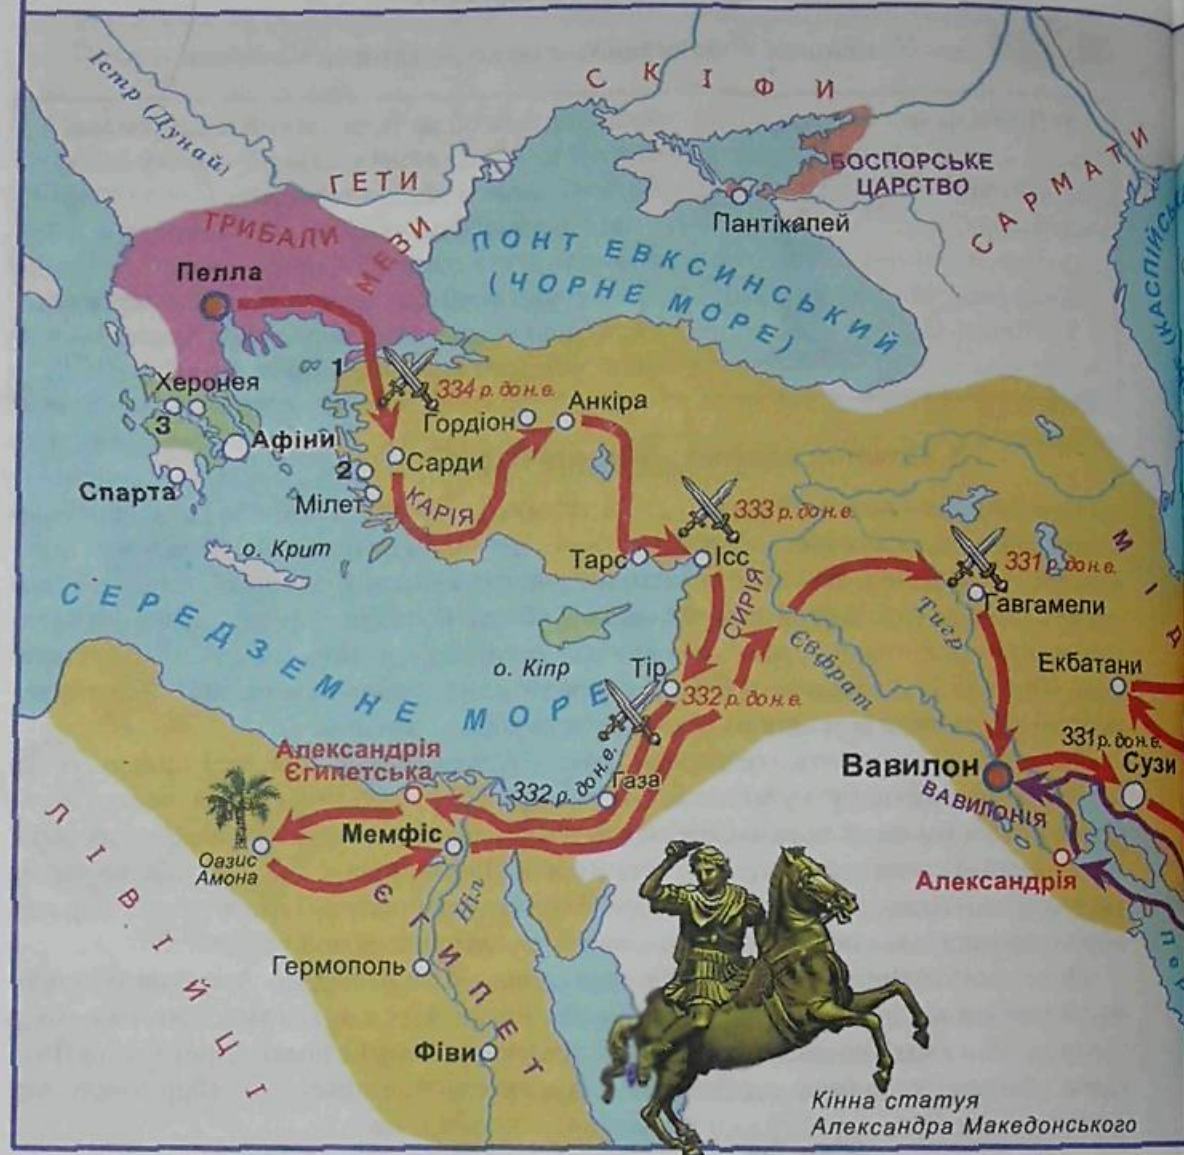 Істр (Дунай)
СКІФИ
ГЕТИ
ТРИБАЛИ
МЕЗИ
БОСПОРСЬКЕ
ЦАРСТВО
Пантікапей
САРМАТИ
ПОНТ ЕВКСИНСЬКИЙ
(ЧОРНЕ МОРЕ)
Пелла
1
334 р. до н.е.
Херонея
3
Афіни
Спарта
Гордіон
Анкіра
Сарди
2
Мілет
КАРІЯ
о. Крит
333 р. до н.е.
Тарс
Ісс
СИРІЯ
331 р. до н.е.
Гавгамели
Тигр
Євфрат
СЕРЕДЗЕМНЕ МОРЕ
о. Кіпр
Тір
332 р. до н.е.
Екбатани
331 р. до н.е.
Сузи
Вавилон
ВАВИЛОНІЯ
Александрія
Александрія
Єгипетська
332 р. до н.е.
Газа
Мемфіс
Оазис
Амона
ЛІВІЙЦІ
ЄГИПЕТ
Ніл
Гермополь
Фіви
Кінна статуя
Александра Македонського